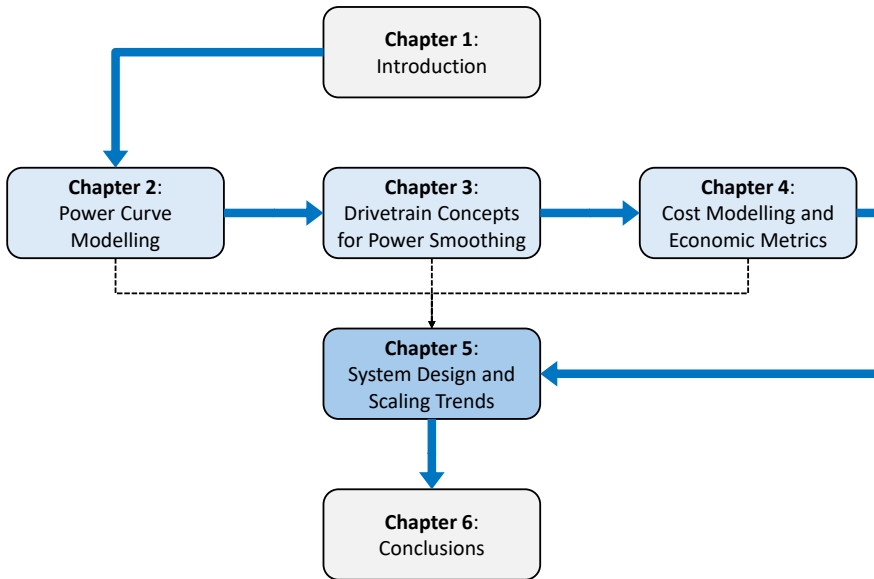 Chapter 1:
Introduction
Chapter 2:
Power Curve
Modelling
Chapter 3:
Drivetrain Concepts
for Power Smoothing
Chapter 4:
Cost Modelling and
Economic Metrics
Chapter 5:
System Design and
Scaling Trends
Chapter 6:
Conclusions